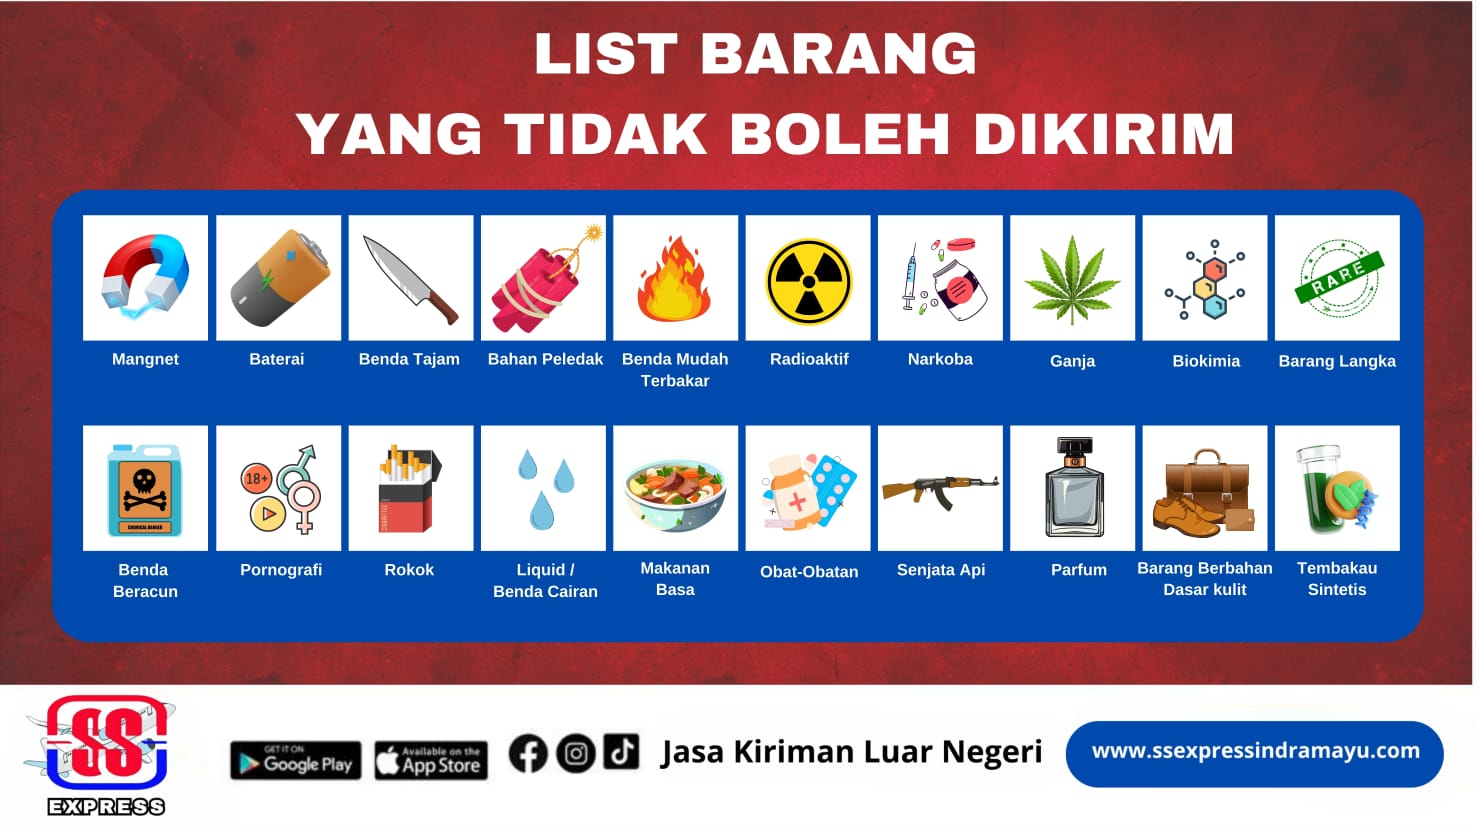 LIST BARANG
YANG TIDAK BOLEH DIKIRIM
Mangnet
Baterai
Benda Tajam
Bahan Peledak
Benda Mudah
Terbakar
Radioaktif
Narkoba
Ganja
Biokimia
RARE
Barang Langka
CHEMICAL DANGER
Benda
Beracun
18+
Pornografi
CIGARETTES
Rokok
Liquid /
Benda Cairan
Makanan
Basa
Obat-Obatan
Senjata Api
Parfum
Barang Berbahan
Dasar kulit
Tembakau
Sintetis
SS
EXPRESS
GET IT ON
Google Play
Available on the
App Store
Jasa Kiriman Luar Negeri
www.ssexpressindramayu.com